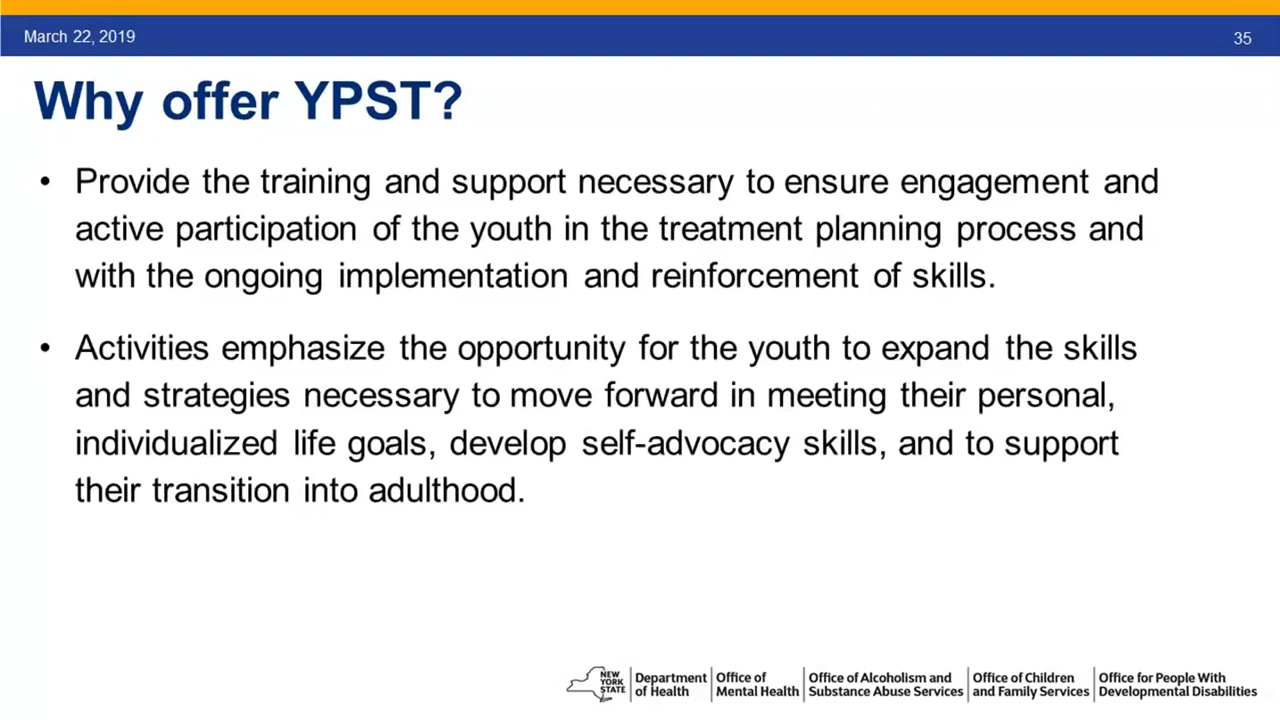 March 22, 2019
35
Why offer YPST?
• Provide the training and support necessary to ensure engagement and
active participation of the youth in the treatment planning process and
with the ongoing implementation and reinforcement of skills.
• Activities emphasize the opportunity for the youth to expand the skills
and strategies necessary to move forward in meeting their personal,
individualized life goals, develop self-advocacy skills, and to support
their transition into adulthood.
NEW
YORK
STATE
Department
of Health
Office of
Mental Health
Office of Alcoholism and
Substance Abuse Services
Office of Children
and Family Services
Office for People With
Developmental Disabilities